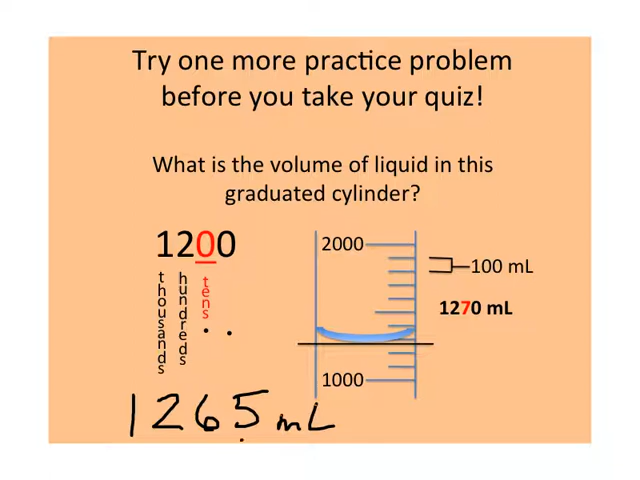 Try one more practice problem
before you take your quiz!
What is the volume of liquid in this
graduated cylinder?
1200
thousands
hundreds
tens
2000
100 mL
1270 mL
1000
1265 mL